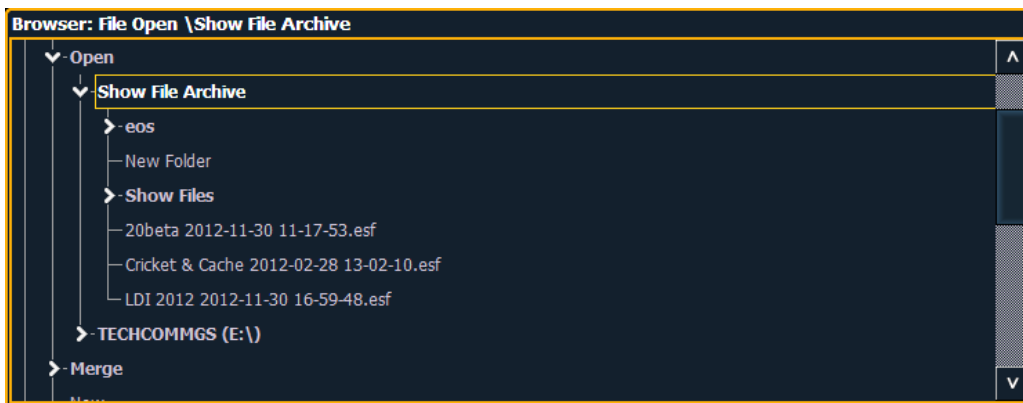 Browser: File Open \Show File Archive
Open
Show File Archive
eos
New Folder
Show Files
20beta 2012-11-30 11-17-53.esf
Cricket & Cache 2012-02-28 13-02-10.esf
LDI 2012 2012-11-30 16-59-48.esf
TECHCOMMGS (E:\)
Merge